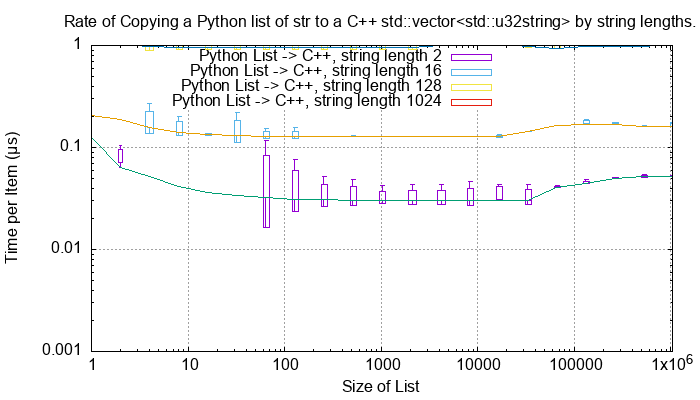 Rate of Copying a Python list of str to a C++ std::vector<std::u32string> by string lengths.
Time per Item (µs)
1
0.1
0.01
0.001
Python List -> C++, string length 2
Python List -> C++, string length 16
Python List -> C++, string length 128
Python List -> C++, string length 1024
1 10 100 1000 10000 100000 1x10⁶
Size of List